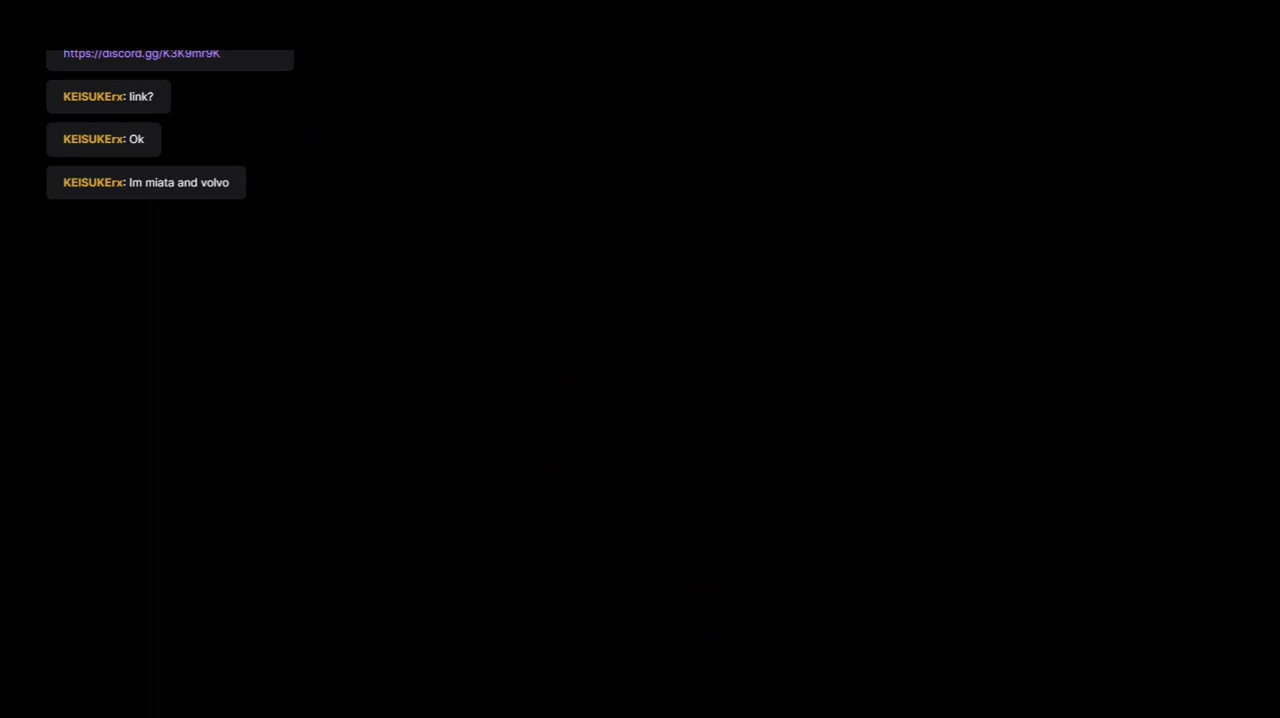 https://discord.gg/K3K9mr9K
KEISUKErx: link?
KEISUKErx: Ok
KEISUKErx: Im miata and volvo